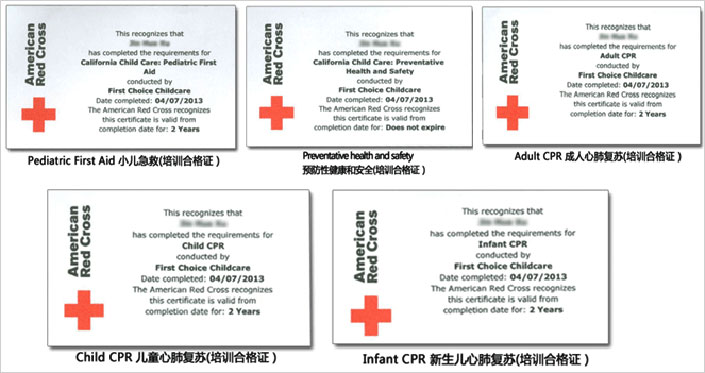 American
Red Cross
This recognizes that
has completed the requirements for
California Child Care: Pediatric First
Aid
conducted by
First Choice Childcare
Date completed: 04/07/2013
The American Red Cross recognizes
this certificate is valid from
completion date for: 2 Years
Pediatric First Aid 小儿急救(培训合格证)
American
Red Cross
This recognizes that
has completed the requirements for
California Child Care: Preventative
Health and Safety
conducted by
First Choice Childcare
Date completed: 04/07/2013
The American Red Cross recognizes
this certificate is valid from
completion date for: Does not expire
Preventative health and safety
预防性健康和安全(培训合格证)
American
Red Cross
This recognizes that
has completed the requirements for
Adult CPR
conducted by
First Choice Childcare
Date completed: 04/07/2013
The American Red Cross recognizes
this certificate is valid from
completion date for: 2 Years
Adult CPR 成人心肺复苏(培训合格证)
American
Red Cross
This recognizes that
has completed the requirements for
Child CPR
conducted by
First Choice Childcare
Date completed: 04/07/2013
The American Red Cross recognizes
this certificate is valid from
completion date for: 2 Years
Child CPR 儿童心肺复苏(培训合格证)
American
Red Cross
This recognizes that
has completed the requirements for
Infant CPR
conducted by
First Choice Childcare
Date completed: 04/07/2013
The American Red Cross recognizes
this certificate is valid from
completion date for: 2 Years
Infant CPR 新生儿心肺复苏(培训合格证)